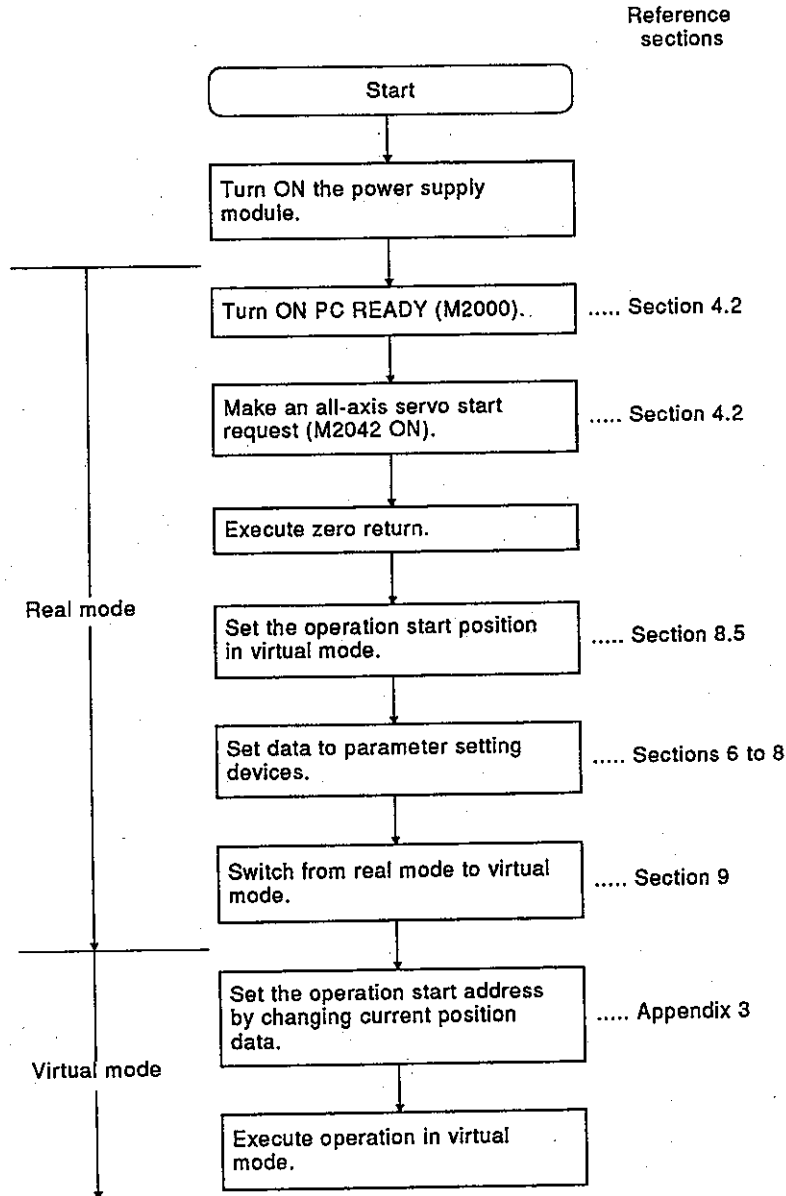 Reference
sections
Start
Turn ON the power supply
module.
Turn ON PC READY (M2000).
..... Section 4.2
Make an all-axis servo start
request (M2042 ON).
..... Section 4.2
Execute zero return.
Real mode
Set the operation start position
in virtual mode.
..... Section 8.5
Set data to parameter setting
devices.
..... Sections 6 to 8
Switch from real mode to virtual
mode.
..... Section 9
Set the operation start address
by changing current position
data.
..... Appendix 3
Virtual mode
Execute operation in virtual
mode.